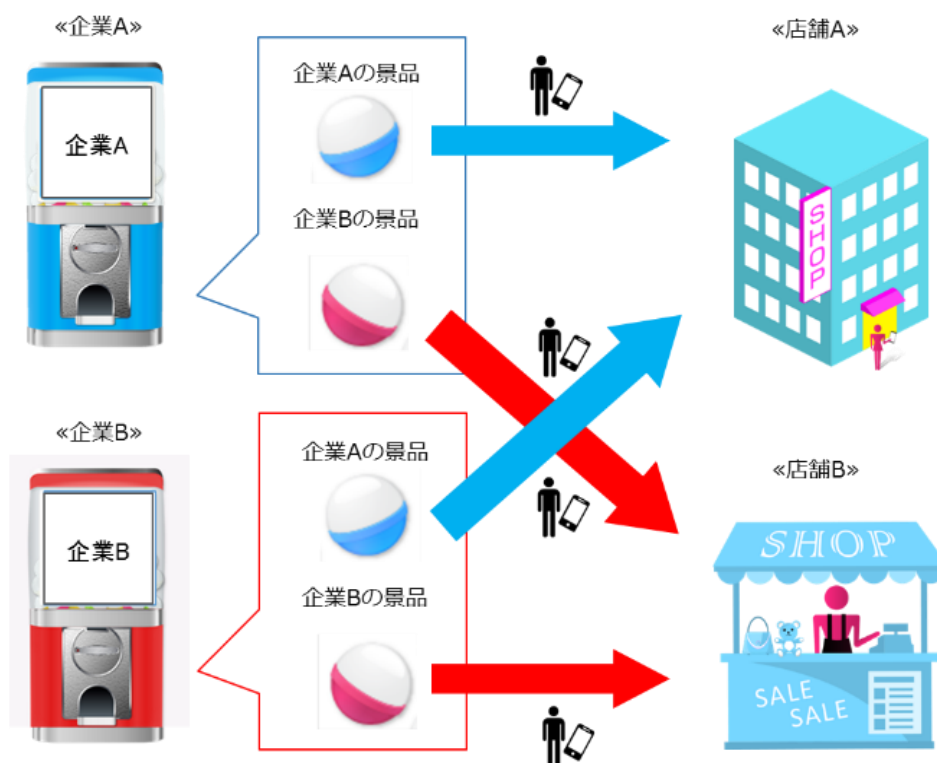 «企業A»
企業A
企業Aの景品
企業Bの景品
«店舗A»
SHOP
«企業B»
企業B
企業Aの景品
企業Bの景品
«店舗B»
SHOP
SALE
SALE